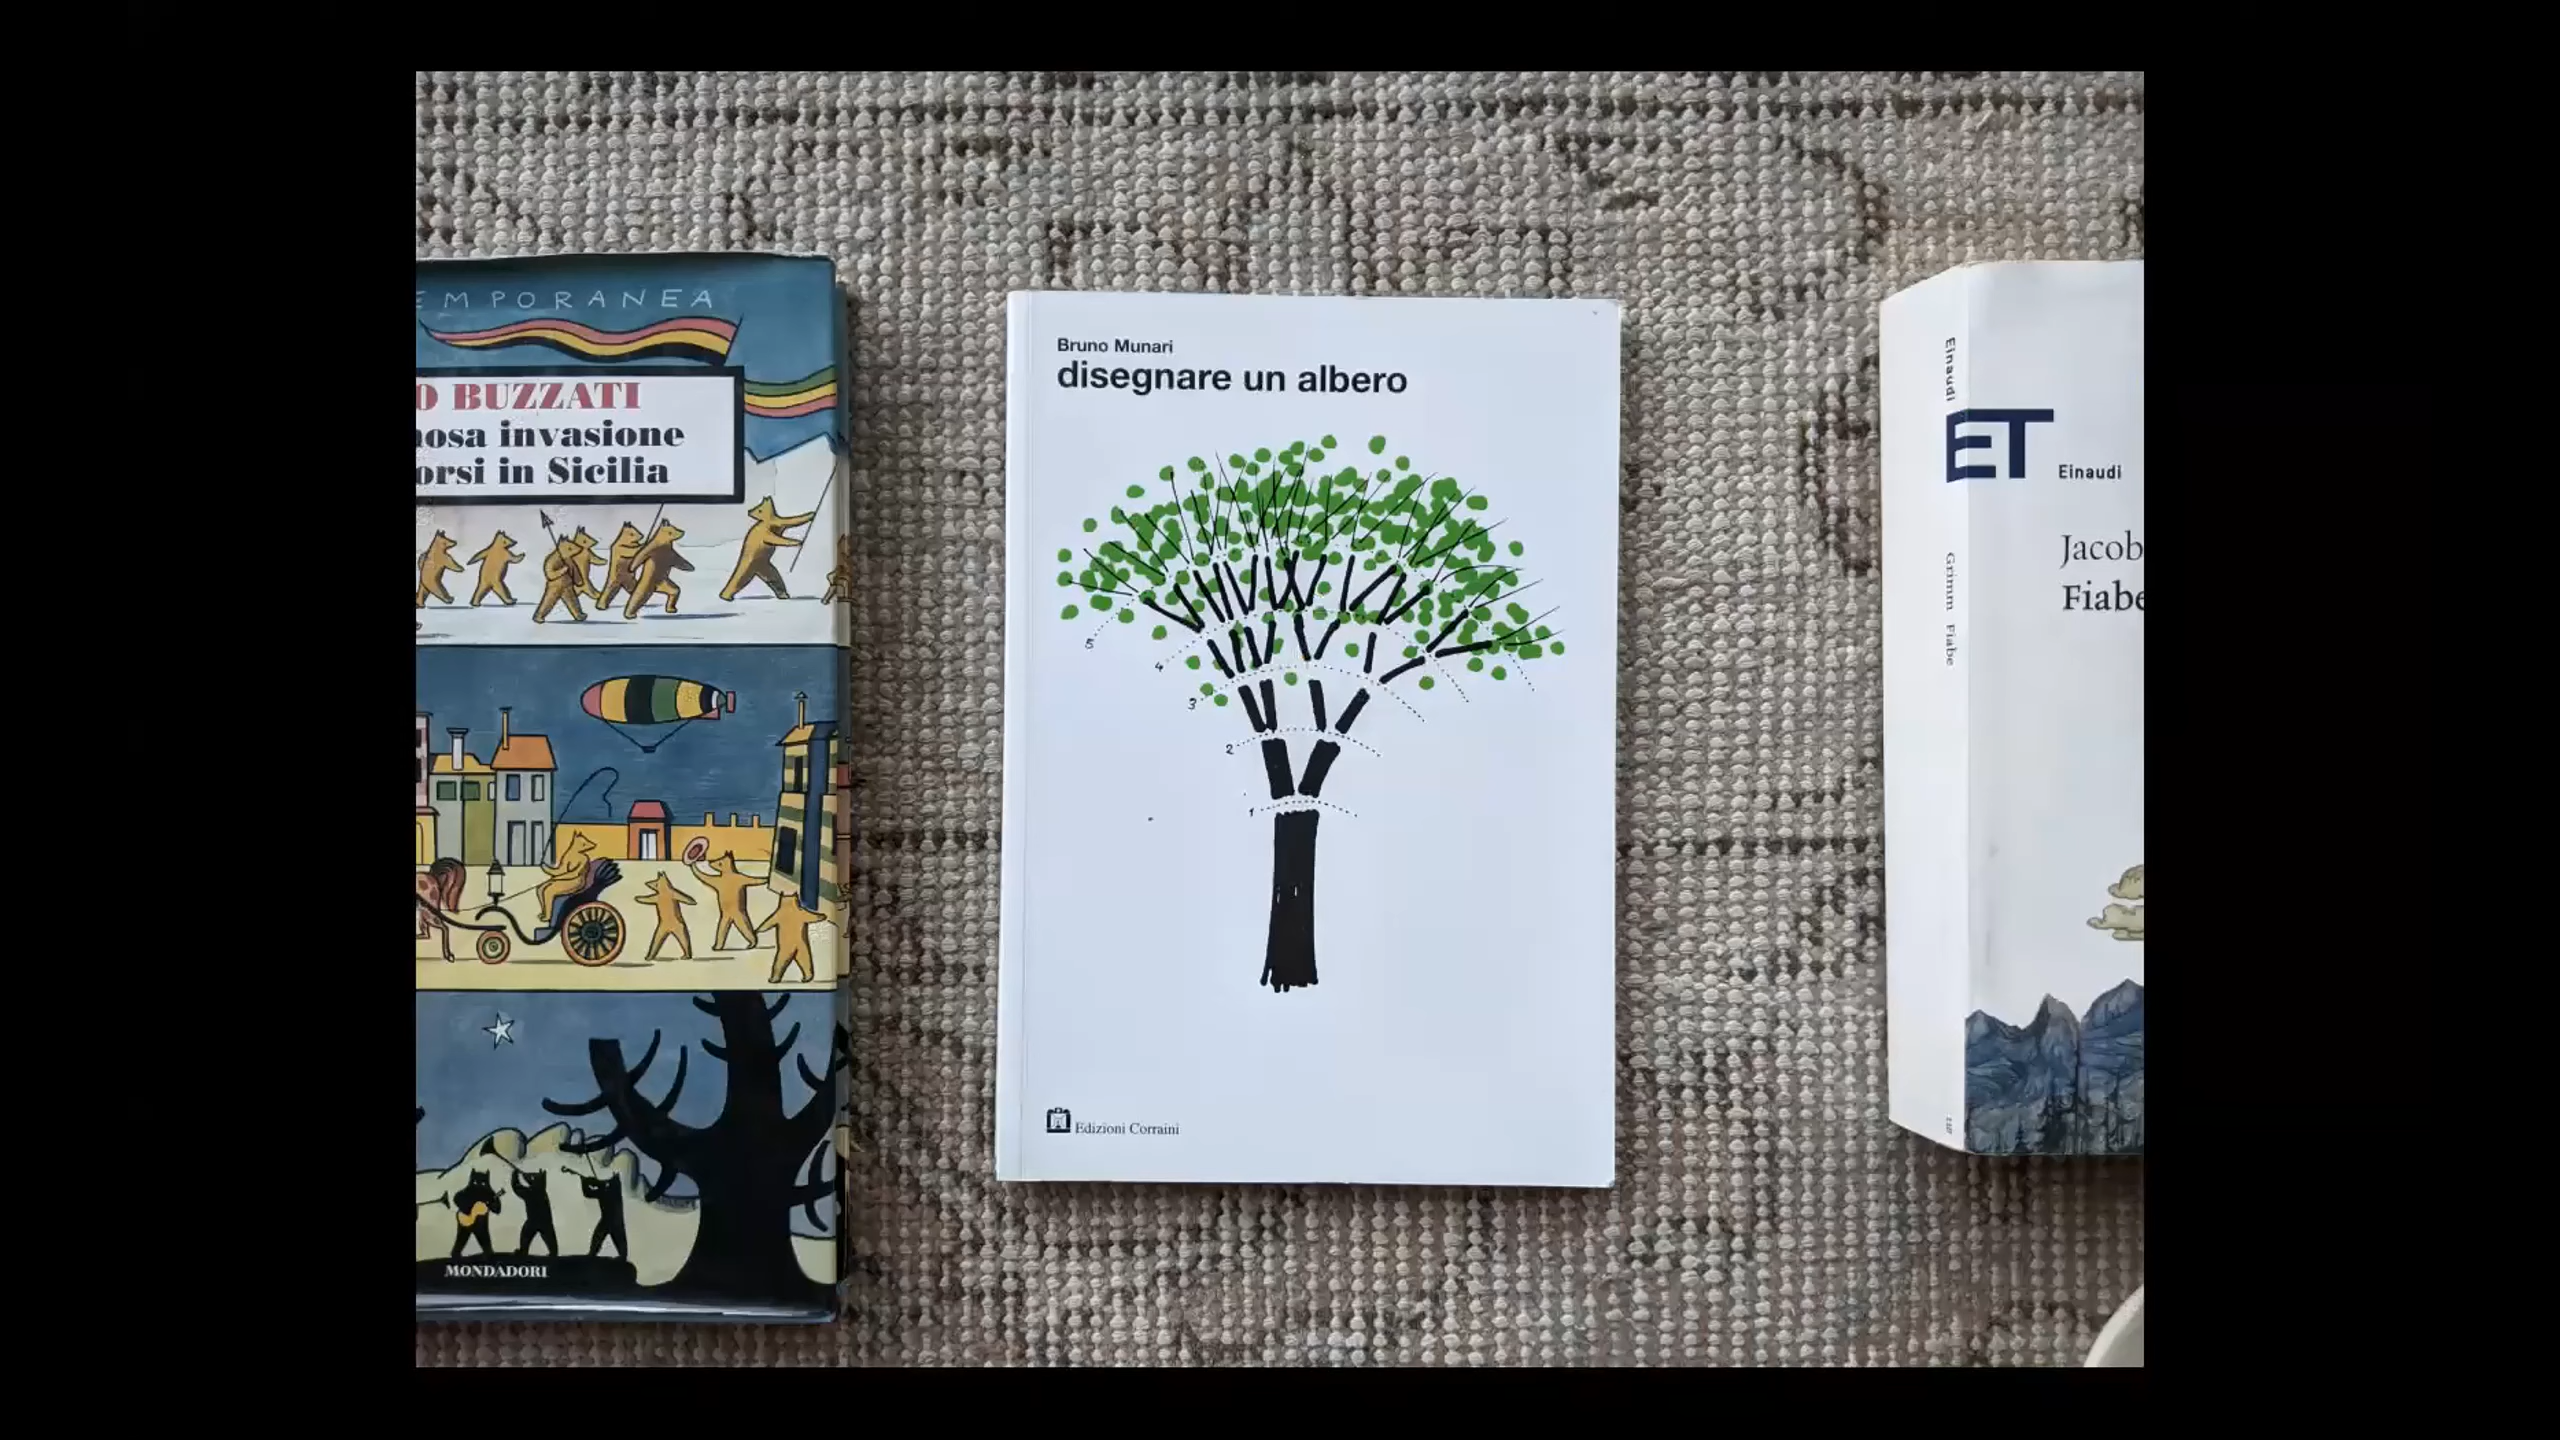 EMPORANEA
O BUZZATI
nosa invasione
orsi in Sicilia
MONDADORI
Bruno Munari
disegnare un albero
5
4
3
2
1
Edizioni Corraini
Einaudi
ET
Einaudi
Grimm Fiabe
Jacob
Fiabe